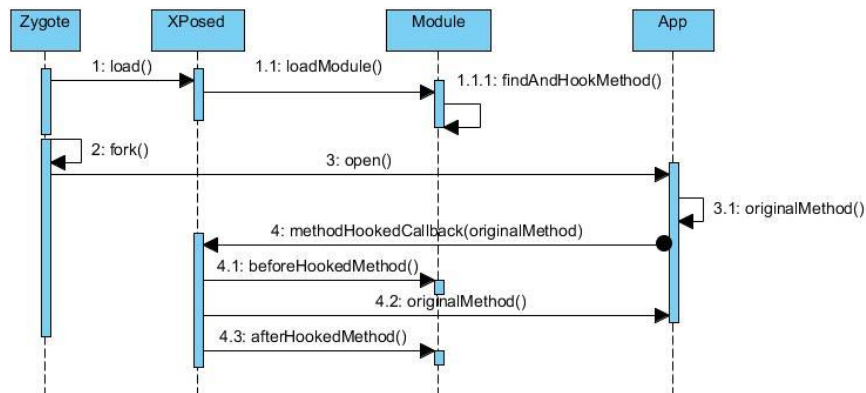 Zygote
XPosed
Module
App
1: load()
1.1: loadModule()
1.1.1: findAndHookMethod()
2: fork()
3: open()
3.1: originalMethod()
4: methodHookedCallback(originalMethod)
4.1: beforeHookedMethod()
4.2: originalMethod()
4.3: afterHookedMethod()